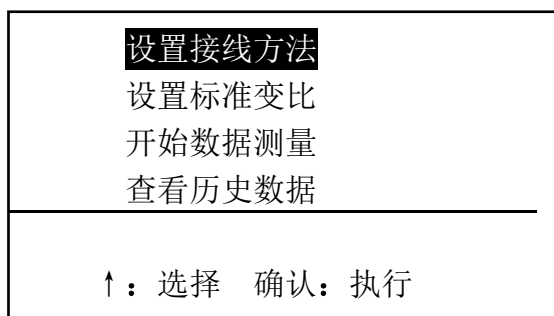 设置接线方法
设置标准变比
开始数据测量
查看历史数据
↑：选择　确认：执行